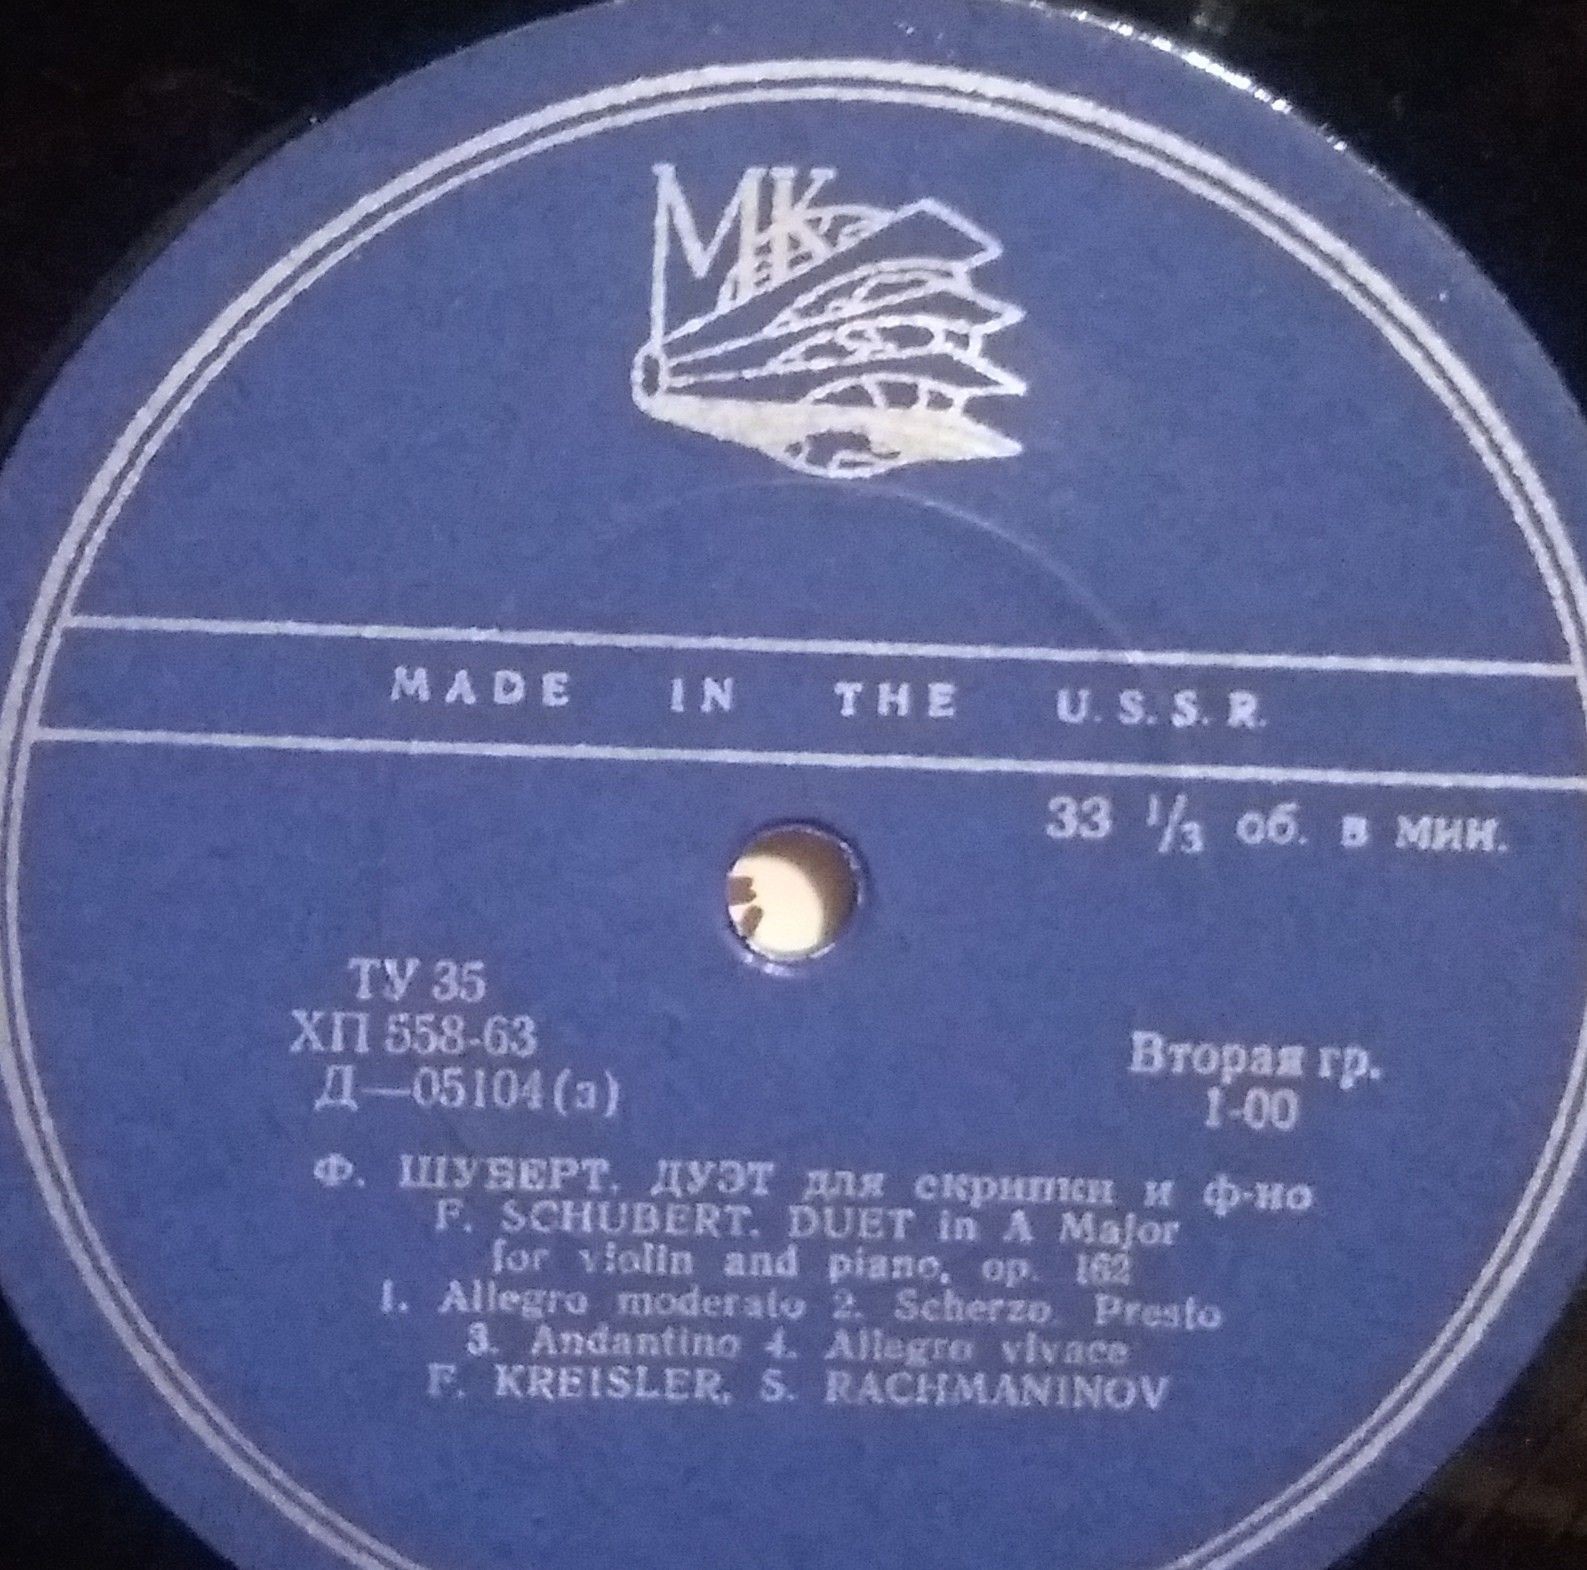 МК
MADE IN THE U.S.S.R.
33 1/3 об. в мин.
ТУ 35
ХП 558-63
Д—05104(а)
Вторая гр.
1-00
Ф. ШУБЕРТ. ДУЭТ для скрипки и ф-но
F. SCHUBERT. DUET in A Major
for violin and piano, op. 162
1. Allegro moderato 2. Scherzo. Presto
3. Andantino 4. Allegro vivace
F. KREISLER, S. RACHMANINOV